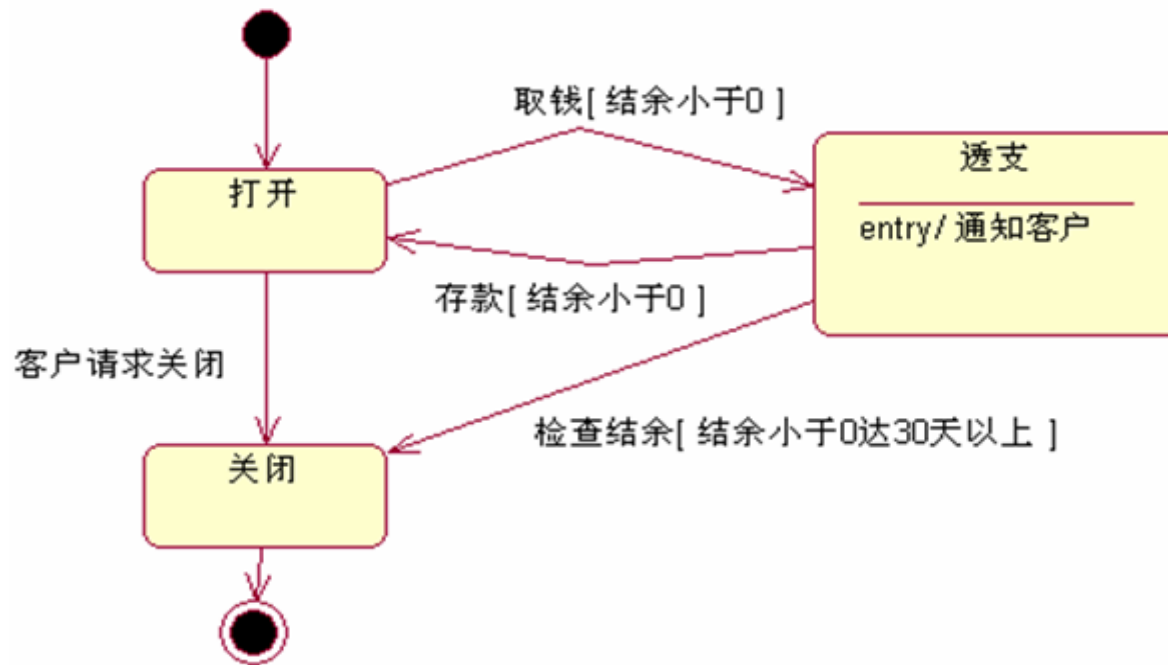 取钱[ 结余小于0 ]
透支
打开
entry/ 通知客户
存款[ 结余小于0 ]
客户请求关闭
检查结余[ 结余小于0达30天以上 ]
关闭